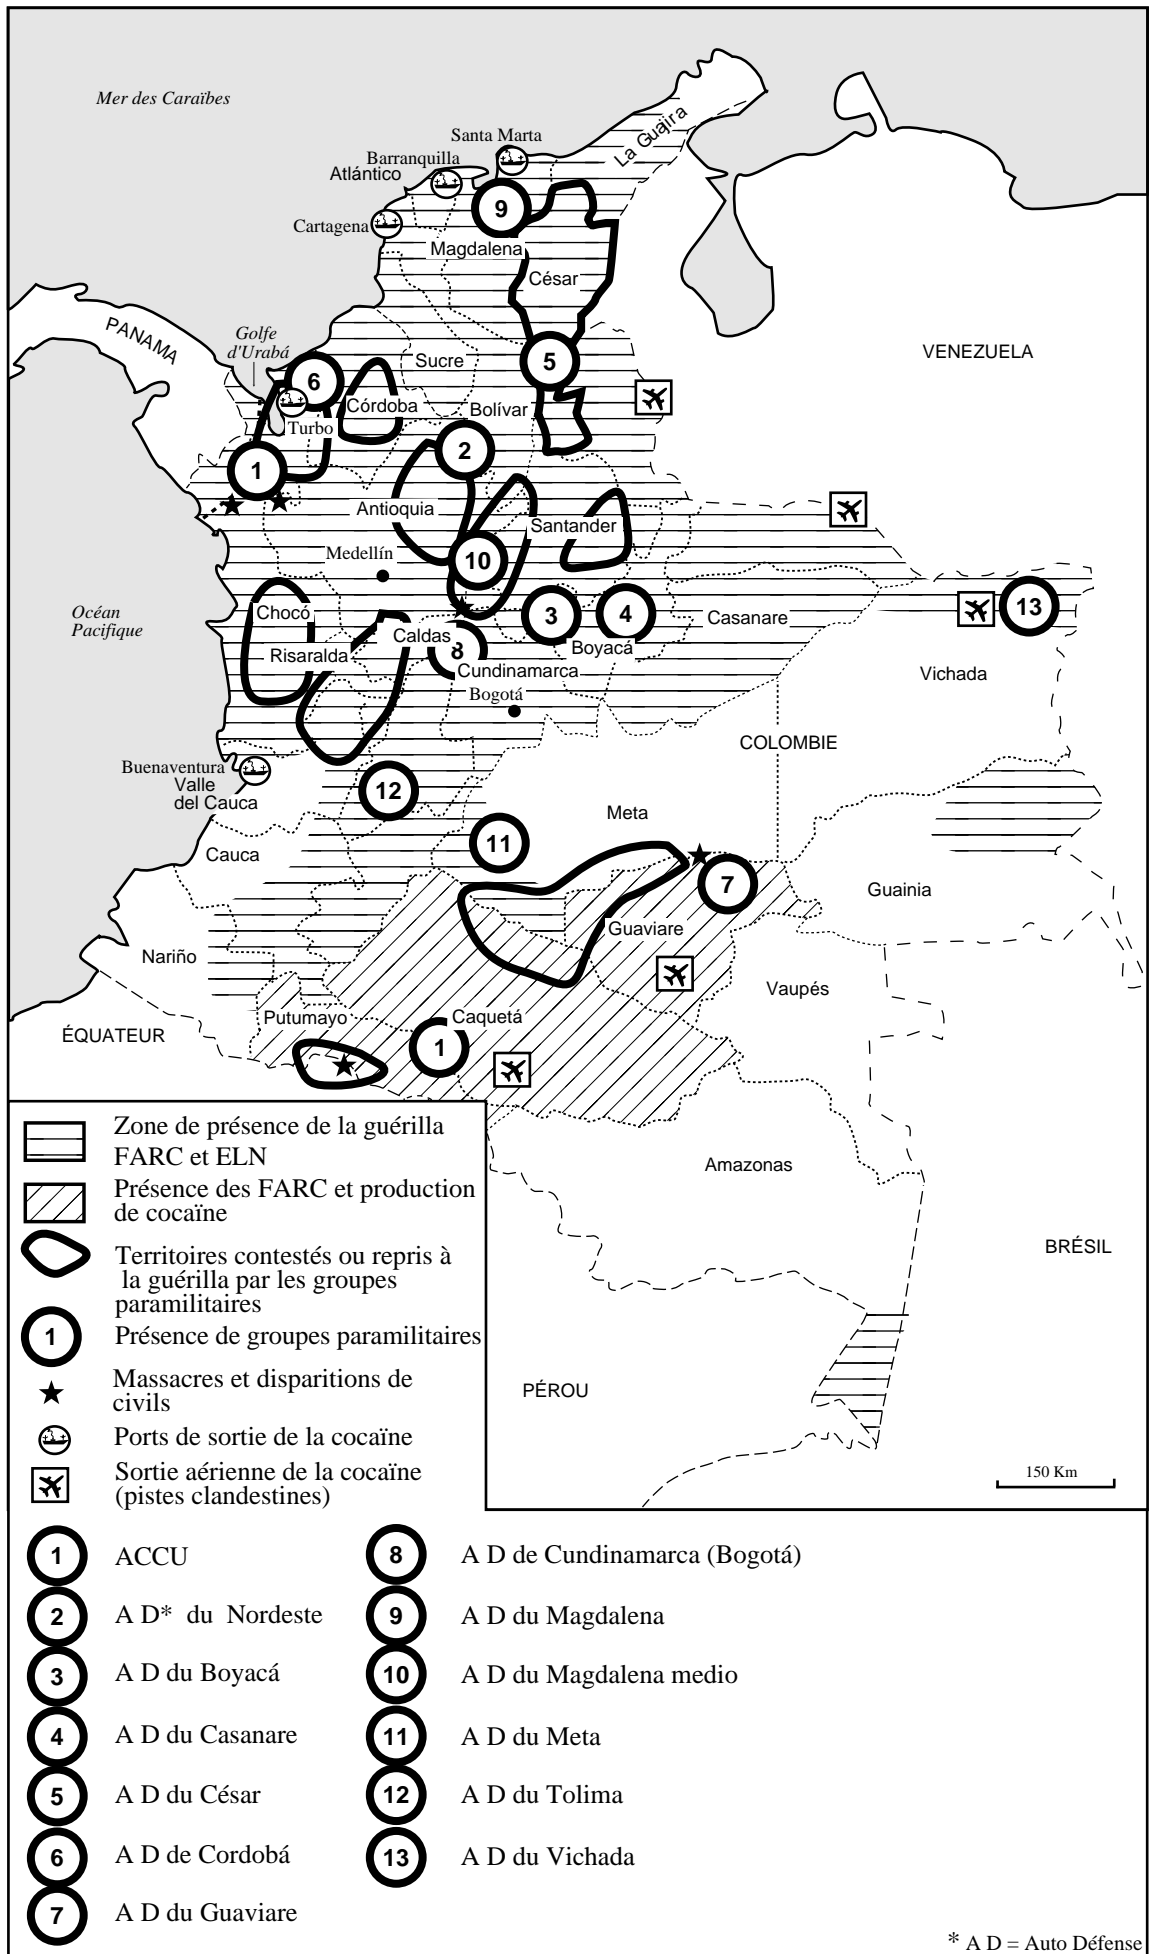 Mer des Caraïbes
Santa Marta
La Guajira
Barranquilla
Atlántico
9
Cartagena
Magdalena
César
PANAMA
Golfe
d'Urabá
VENEZUELA
Sucre
5
6
Córdoba
Bolívar
Turbo
2
1
Antioquia
Santander
Medellín
10
Océan
Pacifique
Chocó
3
4
Casanare
13
Caldas
8
Boyacá
Risaralda
Cundinamarca
Vichada
Bogotá
COLOMBIE
Buenaventura
Valle
del Cauca
12
Meta
11
Cauca
7
Guainia
Guaviare
Nariño
Vaupés
Putumayo
Caquetá
ÉQUATEUR
1
Amazonas
BRÉSIL
PÉROU
150 Km
Zone de présence de la guérilla
FARC et ELN
Présence des FARC et production
de cocaïne
Territoires contestés ou repris à
la guérilla par les groupes
paramilitaires
1 Présence de groupes paramilitaires
Massacres et disparitions de
civils
Ports de sortie de la cocaïne
Sortie aérienne de la cocaïne
(pistes clandestines)
1 ACCU
2 A D* du Nordeste
3 A D du Boyacá
4 A D du Casanare
5 A D du César
6 A D de Cordobá
7 A D du Guaviare
8 A D de Cundinamarca (Bogotá)
9 A D du Magdalena
10 A D du Magdalena medio
11 A D du Meta
12 A D du Tolima
13 A D du Vichada
* A D = Auto Défense